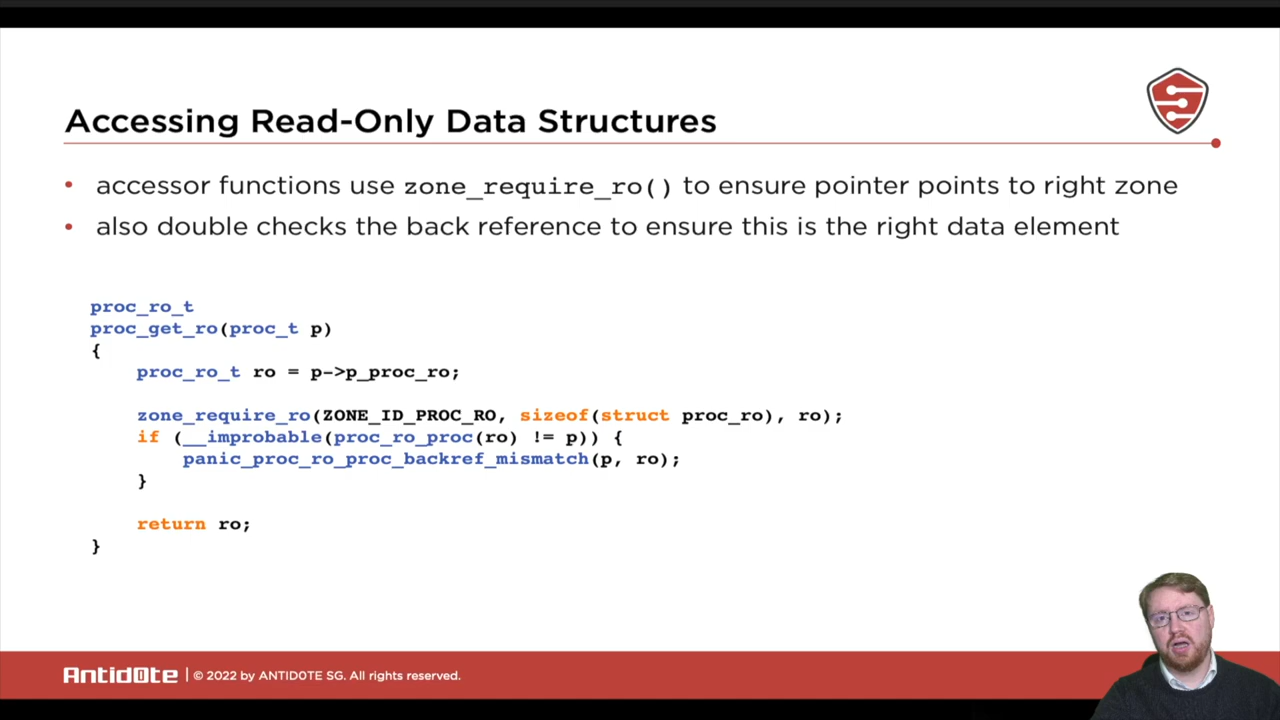 Accessing Read-Only Data Structures
• accessor functions use zone_require_ro() to ensure pointer points to right zone
• also double checks the back reference to ensure this is the right data element
proc_ro_t
proc_get_ro(proc_t p)
{
    proc_ro_t ro = p->p_proc_ro;
    zone_require_ro(ZONE_ID_PROC_RO, sizeof(struct proc_ro), ro);
    if (__improbable(proc_ro_proc(ro) != p)) {
        panic_proc_ro_proc_backref_mismatch(p, ro);
    }
    return ro;
}
Antid0te | © 2022 by ANTID0TE SG. All rights reserved.